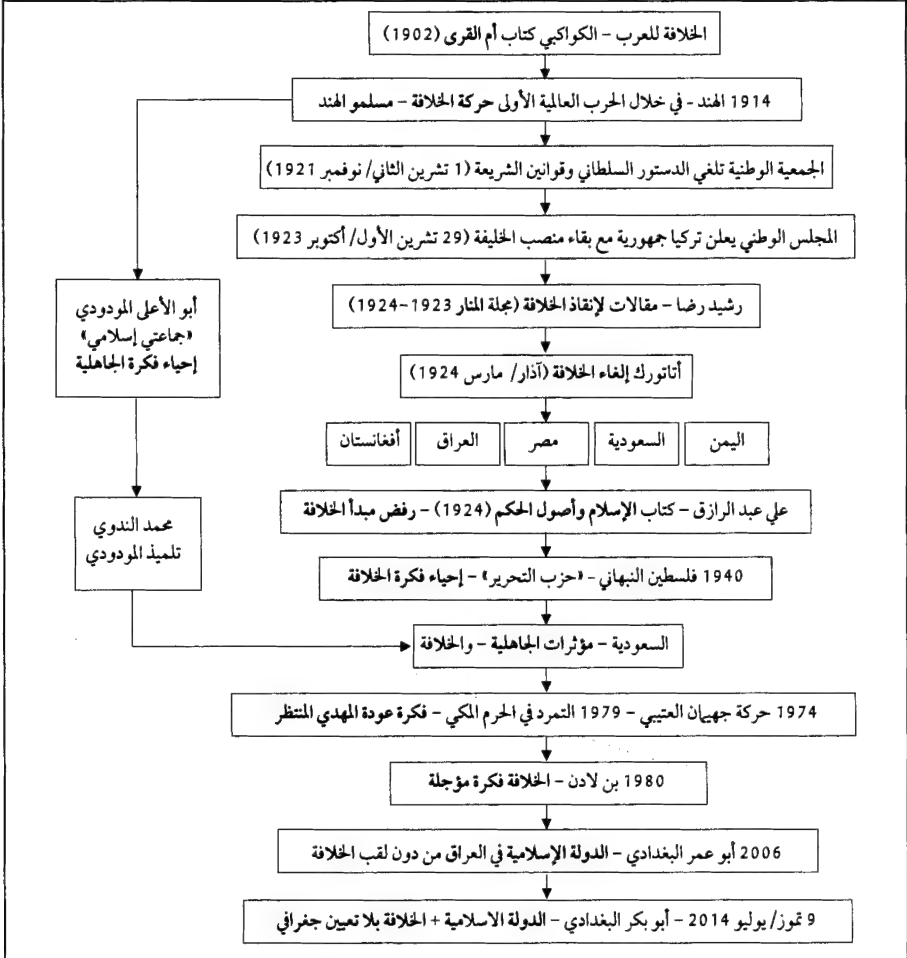 الخلافة للعرب – الكواكبي كتاب أم القرى (1902)
1914 الهند - في خلال الحرب العالمية الأولى حركة الخلافة – مسلمو الهند
الجمعية الوطنية تلغي الدستور السلطاني وقوانين الشريعة (1 تشرين الثاني/ نوفمبر 1921)
المجلس الوطني يعلن تركيا جمهورية مع بقاء منصب الخليفة (29 تشرين الأول/ أكتوبر 1923)
رشيد رضا – مقالات لإنقاذ الخلافة (مجلة المنار 1923–1924)
أتاتورك إلغاء الخلافة (آذار/ مارس 1924)
اليمن
السعودية
مصر
العراق
أفغانستان
علي عبد الرازق – كتاب الإسلام وأصول الحكم (1924) – رفض مبدأ الخلافة
1940 فلسطين النبهاني - «حزب التحرير» – إحياء فكرة الخلافة
أبو الأعلى المودودي
«جماعتي إسلامي»
إحياء فكرة الجاهلية
محمد الندوي
تلميذ المودودي
السعودية – مؤثرات الجاهلية – والخلافة
1974 حركة جهيمان العتيبي – 1979 التمرد في الحرم المكي – فكرة عودة المهدي المنتظر
1980 بن لادن – الخلافة فكرة مؤجلة
2006 أبو عمر البغدادي – الدولة الإسلامية في العراق من دون لقب الخلافة
9 تموز/ يوليو 2014 – أبو بكر البغدادي – الدولة الاسلامية + الخلافة بلا تعيين جغرافي